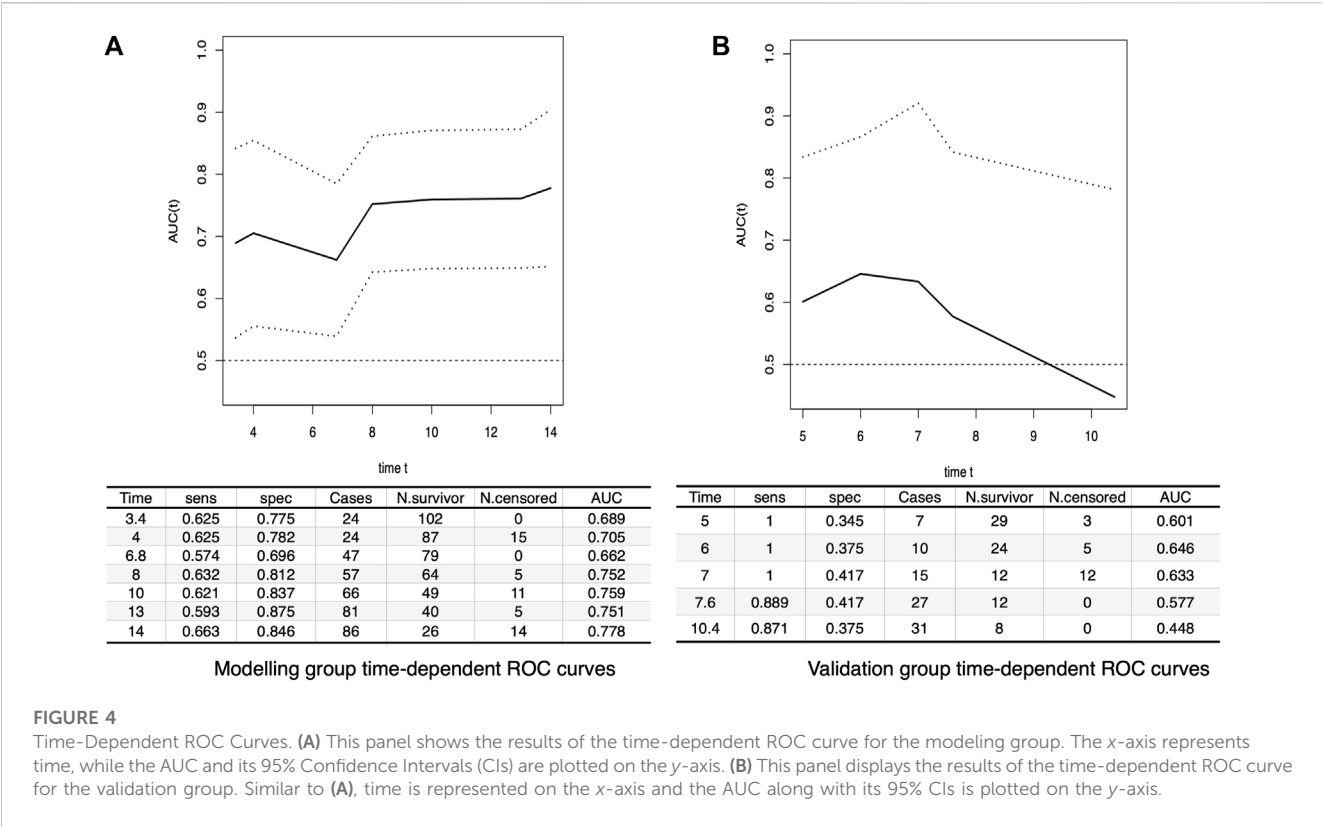 A
1.0
0.9
0.8
0.7
0.6
0.5
AUC(t)
4 6 8 10 12 14
time t
Time sens spec Cases N.survivor N.censored AUC
3.4 0.625 0.775 24 102 0 0.689
4 0.625 0.782 24 87 15 0.705
6.8 0.574 0.696 47 79 0 0.662
8 0.632 0.812 57 64 5 0.752
10 0.621 0.837 66 49 11 0.759
13 0.593 0.875 81 40 5 0.751
14 0.663 0.846 86 26 14 0.778
Modelling group time-dependent ROC curves
B
1.0
0.9
0.8
0.7
0.6
0.5
AUC(t)
5 6 7 8 9 10
time t
Time sens spec Cases N.survivor N.censored AUC
5 1 0.345 7 29 3 0.601
6 1 0.375 10 24 5 0.646
7 1 0.417 15 12 12 0.633
7.6 0.889 0.417 27 12 0 0.577
10.4 0.871 0.375 31 8 0 0.448
Validation group time-dependent ROC curves
FIGURE 4
Time-Dependent ROC Curves. (A) This panel shows the results of the time-dependent ROC curve for the modeling group. The x-axis represents
time, while the AUC and its 95% Confidence Intervals (CIs) are plotted on the y-axis. (B) This panel displays the results of the time-dependent ROC curve
for the validation group. Similar to (A), time is represented on the x-axis and the AUC along with its 95% CIs is plotted on the y-axis.